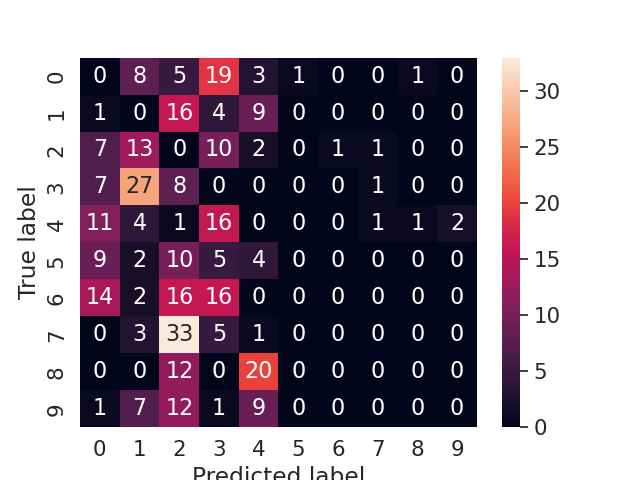 0 0 8 5 19 3 1 0 0 1 0
1 1 0 16 4 9 0 0 0 0 0
2 7 13 0 10 2 0 1 1 0 0
3 7 27 8 0 0 0 0 1 0 0
4 11 4 1 16 0 0 0 1 1 2
5 9 2 10 5 4 0 0 0 0 0
6 14 2 16 16 0 0 0 0 0 0
7 0 3 33 5 1 0 0 0 0 0
8 0 0 12 0 20 0 0 0 0 0
9 1 7 12 1 9 0 0 0 0 0
0 1 2 3 4 5 6 7 8 9
Predicted label
True label
30
25
20
15
10
5
0